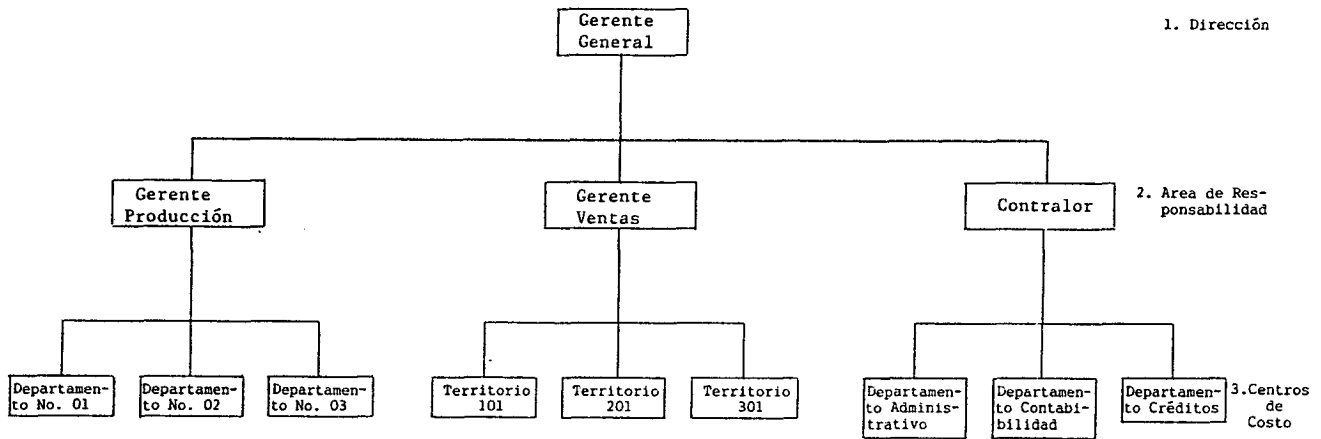 Gerente
General
1. Dirección
Gerente
Producción
Gerente
Ventas
Contralor
2. Area de Res-
ponsabilidad
Departamen-
to No. 01
Departamen-
to No. 02
Departamen-
to No. 03
Territorio
101
Territorio
201
Territorio
301
Departamen-
to Adminis-
trativo
Departamen-
to Contabi-
bilidad
Departamen-
to Créditos
3.Centros
de
Costo